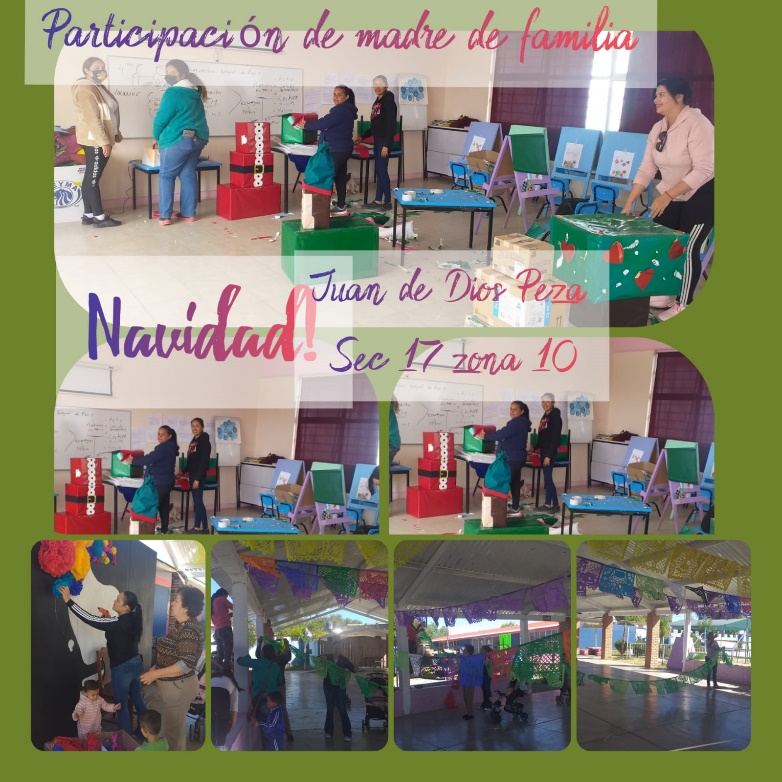 Participación de madre de familia
Navidad!
Juan de Dios Peza
Sec 17 zona 10